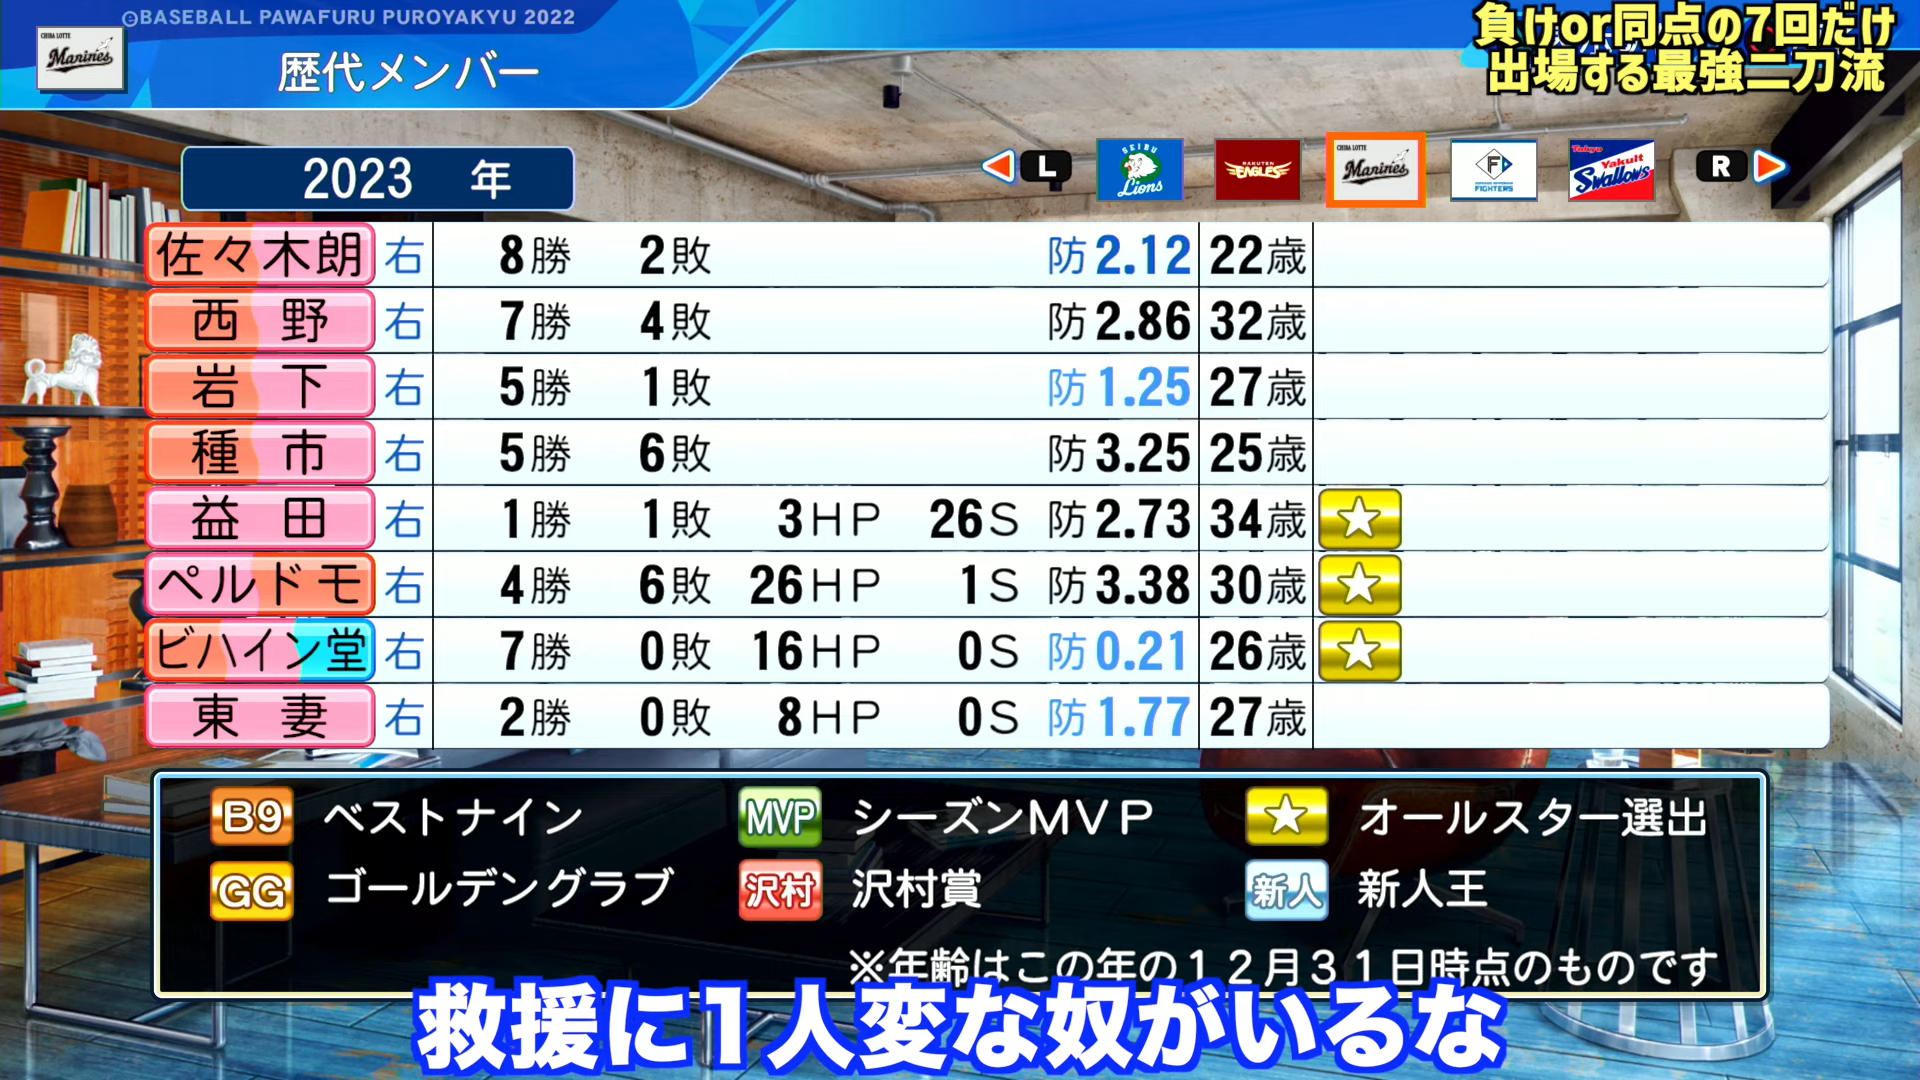 ©BASEBALL PAWAFURU PUROYAKYU 2022
CHIBA LOTTE
Marines
歴代メンバー
負けor同点の7回だけ
出場する最強二刀流
2023 年
L
SEIBU
Lions
RAKUTEN
EAGLES
CHIBA LOTTE
Marines
F
FIGHTERS
Tokyo
Yakult
Swallows
R
佐々木朗 右 8勝 2敗 防2.12 22歳
西野 右 7勝 4敗 防2.86 32歳
岩下 右 5勝 1敗 防1.25 27歳
種市 右 5勝 6敗 防3.25 25歳
益田 右 1勝 1敗 3HP 26S 防2.73 34歳
ペルドモ 右 4勝 6敗 26HP 1S 防3.38 30歳
ビハイン堂 右 7勝 0敗 16HP 0S 防0.21 26歳
東妻 右 2勝 0敗 8HP 0S 防1.77 27歳
B9 ベストナイン MVP シーズンMVP ★ オールスター選出
GG ゴールデングラブ 沢村 沢村賞 新人 新人王
※年齢はこの年の12月31日時点のものです
救援に1人変な奴がいるな